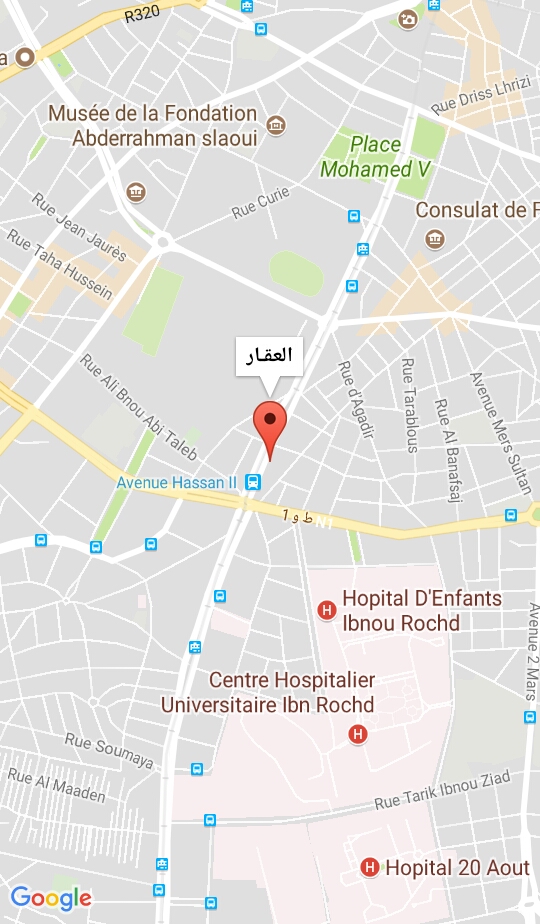 R320
a
Rue Driss Lhrizi
Musée de la Fondation
Abderrahman slaoui
Place
Mohamed V
Rue Curie
Rue Jean Jaurès
Consulat de F
Rue Taha Hussein
العقار
Rue Ali Bnou Abi Taleb
Rue d'Agadir
Rue Tarablous
Rue Al Banafsaj
Avenue Mers Sultan
Avenue Hassan II
ط و 1 N1
Hopital D'Enfants
Ibnou Rochd
Avenue 2 Mars
Centre Hospitalier
Universitaire Ibn Rochd
Rue Soumaya
Rue Al Maaden
Rue Tarik Ibnou Ziad
Hopital 20 Aout
Google